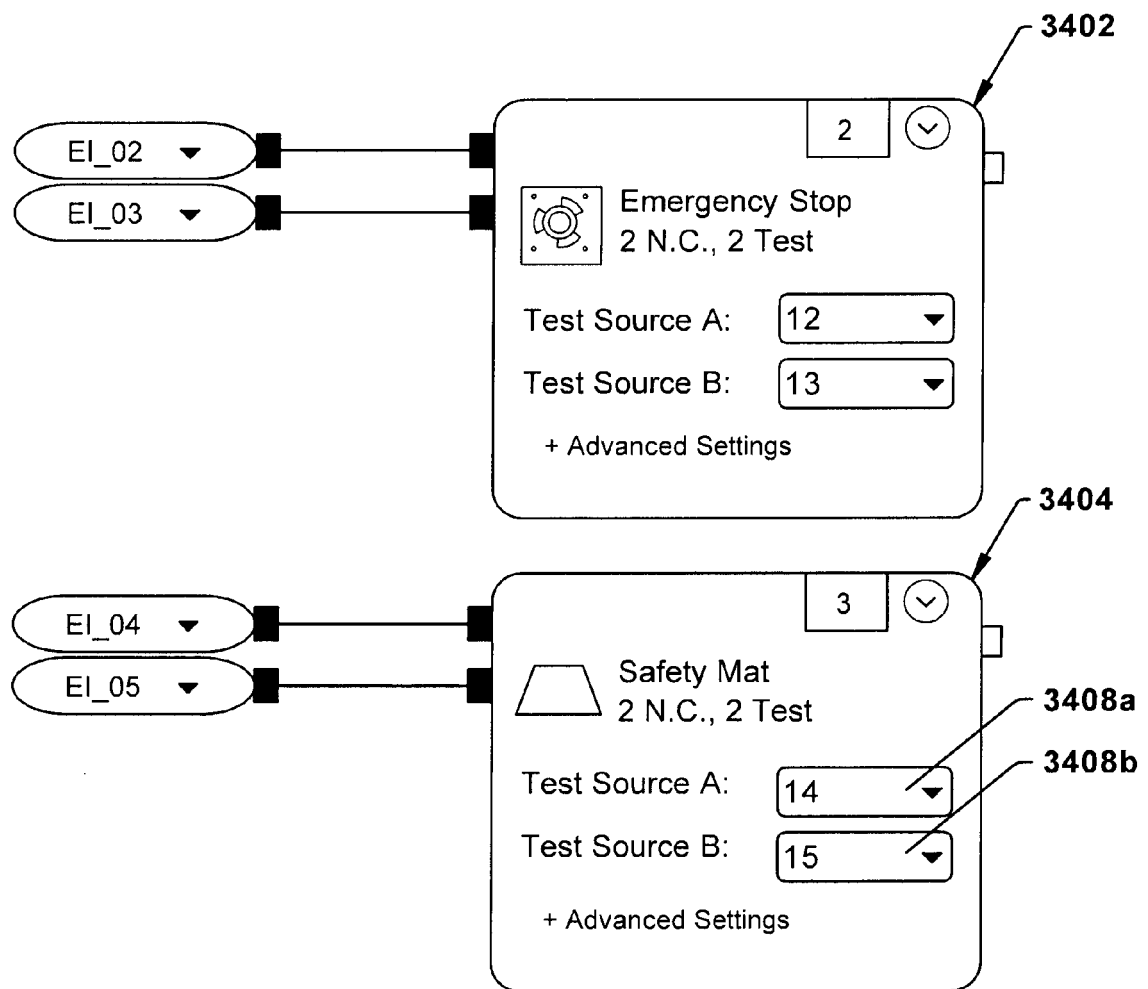 3402
2
EI_02
EI_03
Emergency Stop
2 N.C., 2 Test
Test Source A: 12
Test Source B: 13
+ Advanced Settings
3404
3
EI_04
EI_05
Safety Mat
2 N.C., 2 Test
3408a
Test Source A: 14
3408b
Test Source B: 15
+ Advanced Settings